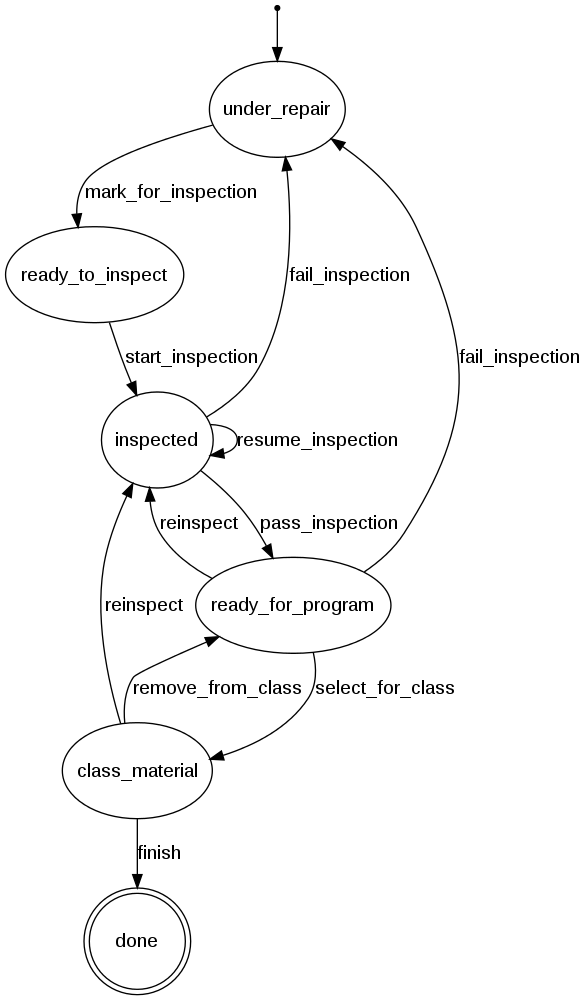 under_repair
mark_for_inspection
ready_to_inspect
fail_inspection
start_inspection
fail_inspection
inspected
resume_inspection
reinspect
pass_inspection
reinspect
ready_for_program
remove_from_class
select_for_class
class_material
finish
done